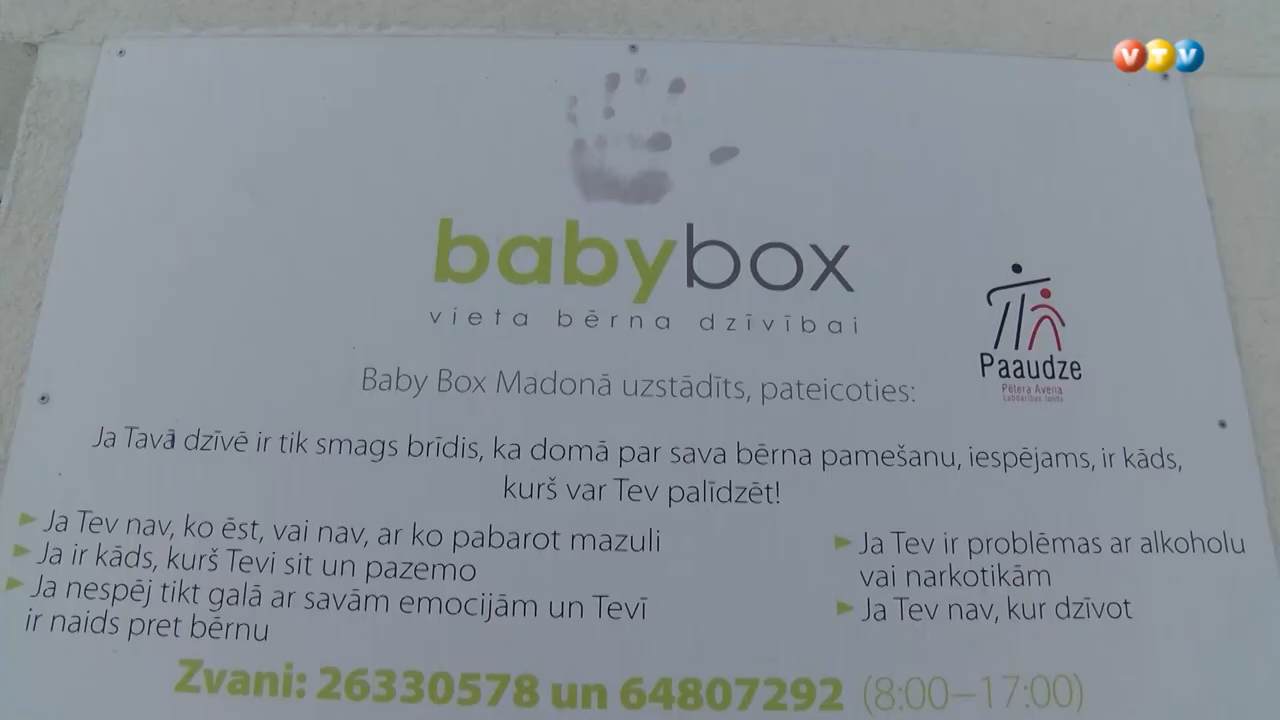 VTV
babybox
vieta bērna dzīvībai
Paaudze
Pētera Avena
Labdarības fonds
Baby Box Madonā uzstādīts, pateicoties:
Ja Tavā dzīvē ir tik smags brīdis, ka domā par sava bērna pamešanu, iespējams, ir kāds,
kurš var Tev palīdzēt!
Ja Tev nav, ko ēst, vai nav, ar ko pabarot mazuli
Ja ir kāds, kurš Tevi sit un pazemo
Ja nespēj tikt galā ar savām emocijām un Tevī
ir naids pret bērnu
Ja Tev ir problēmas ar alkoholu
vai narkotikām
Ja Tev nav, kur dzīvot
Zvani: 26330578 un 64807292 (8:00–17:00)